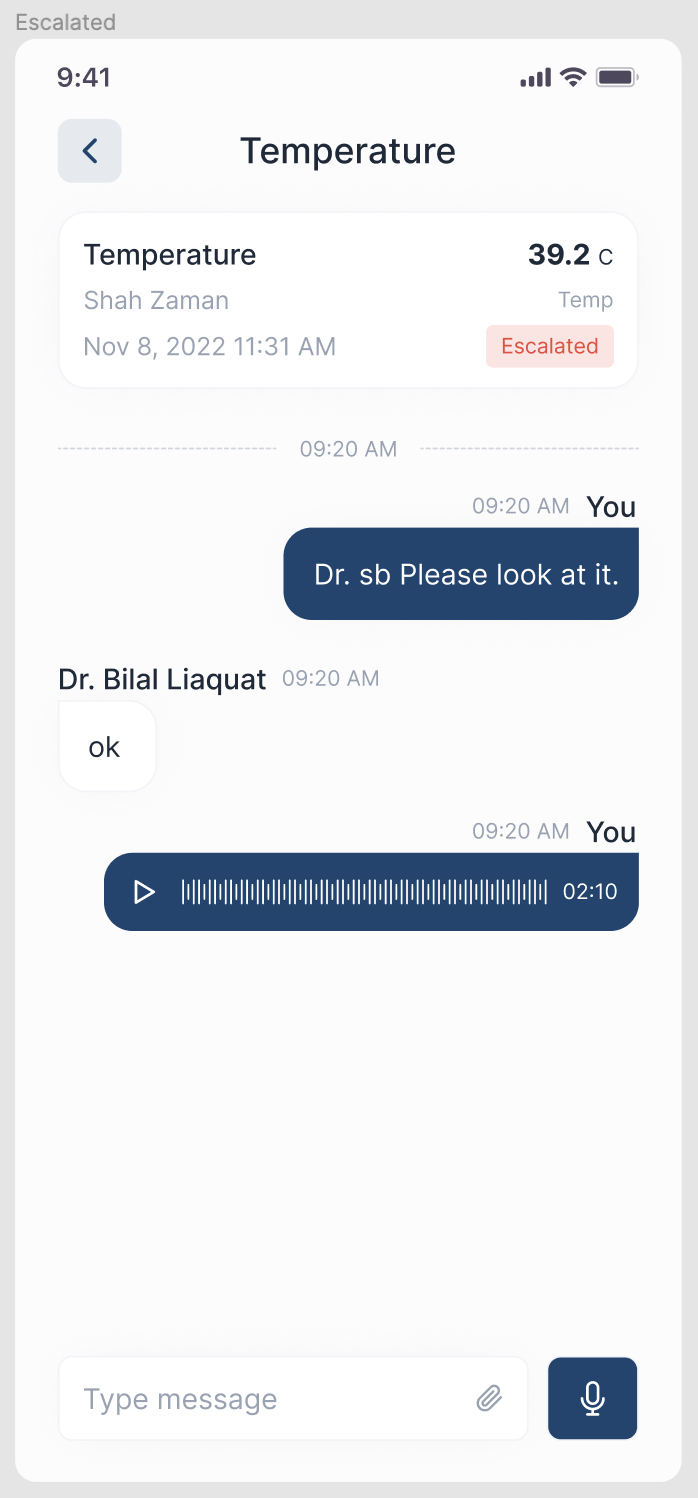 Escalated
9:41
Temperature
Temperature 39.2 C
Shah Zaman Temp
Nov 8, 2022 11:31 AM Escalated
09:20 AM
09:20 AM You
Dr. sb Please look at it.
Dr. Bilal Liaquat 09:20 AM
ok
09:20 AM You
02:10
Type message